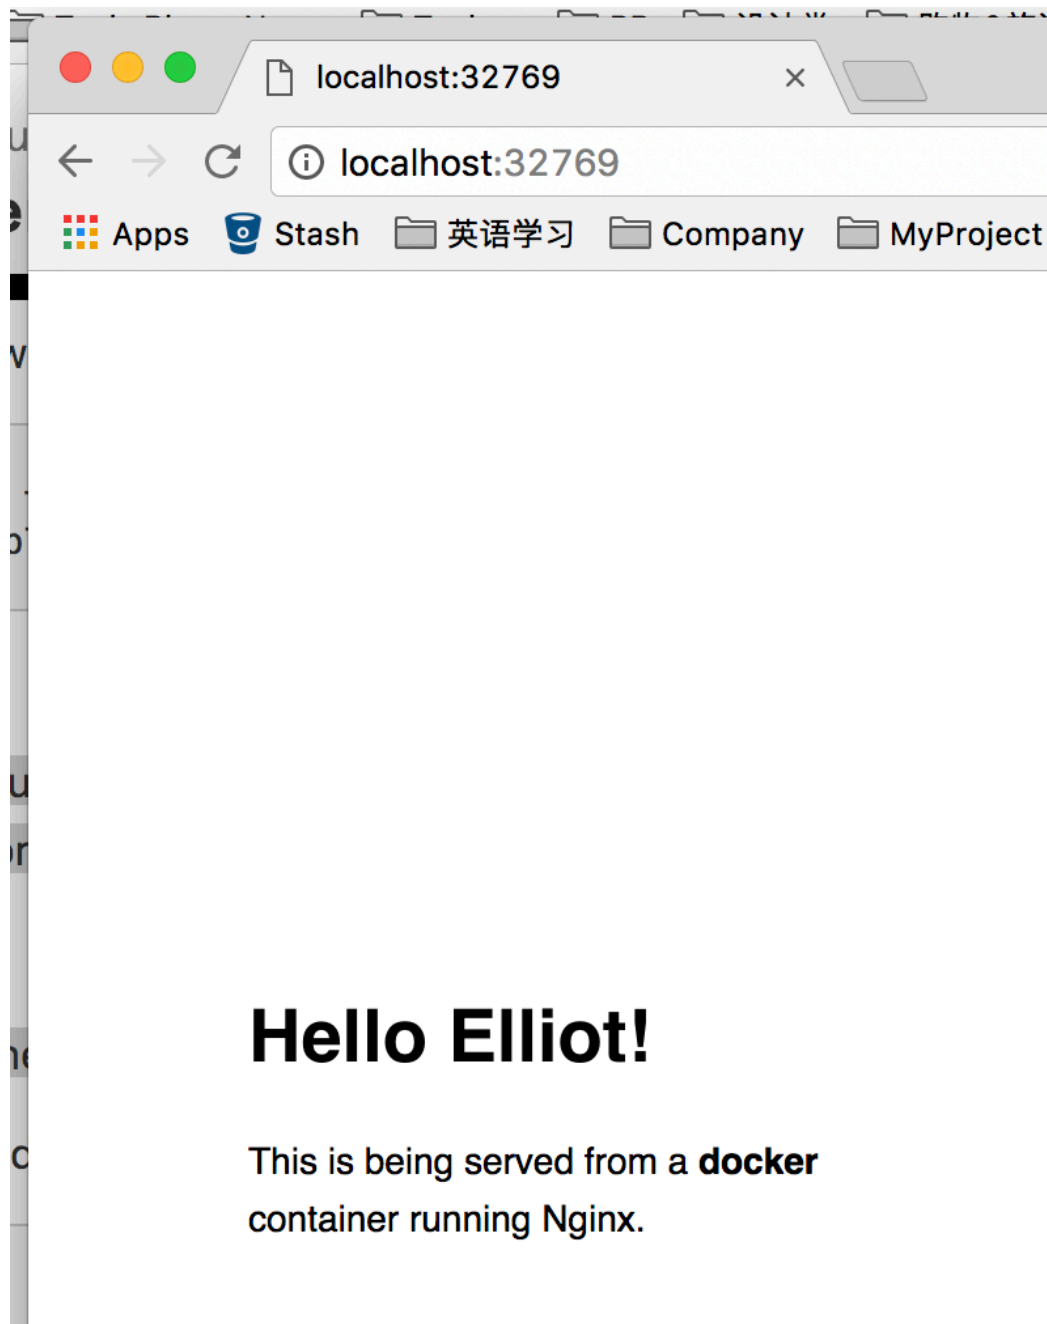 localhost:32769
localhost:32769
Apps Stash 英语学习 Company MyProject
Hello Elliot!
This is being served from a docker
container running Nginx.